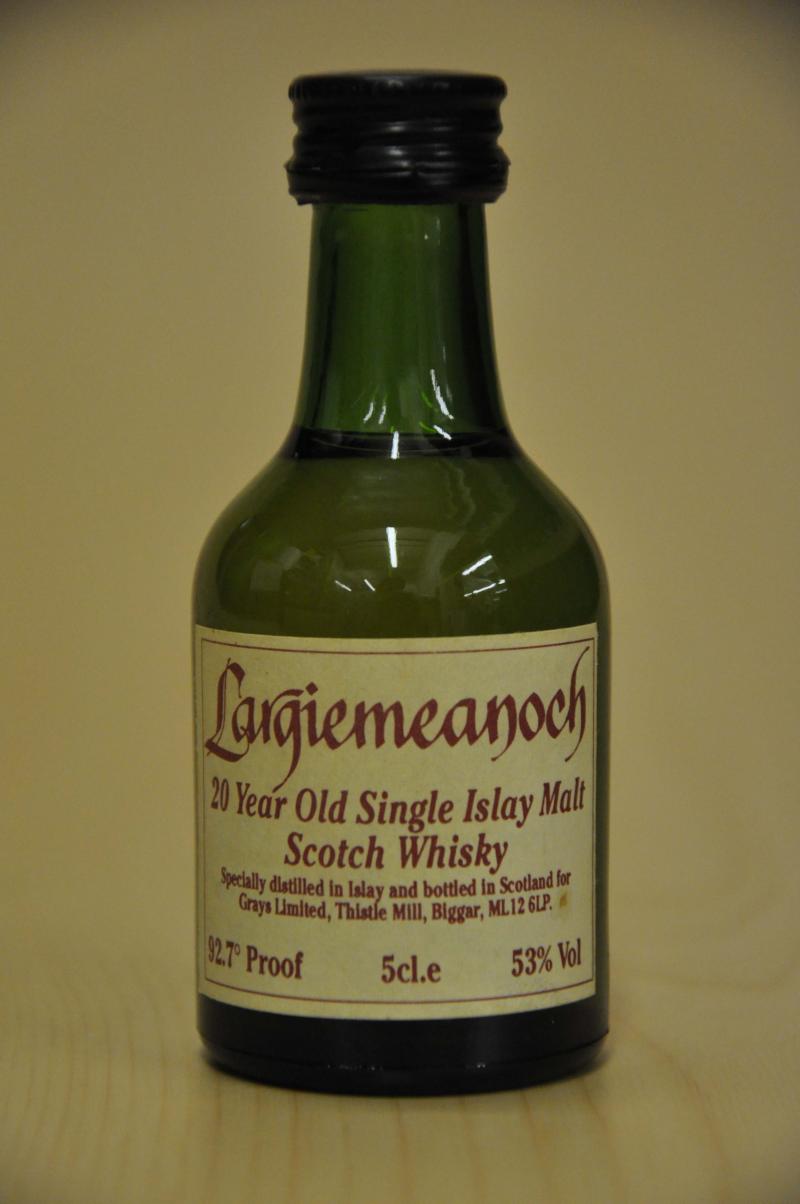 Largiemeanoch
20 Year Old Single Islay Malt
Scotch Whisky
Specially distilled in Islay and bottled in Scotland for
Grays Limited, Thistle Mill, Biggar, ML12 6LP.
92.7° Proof 5cl.e 53% Vol